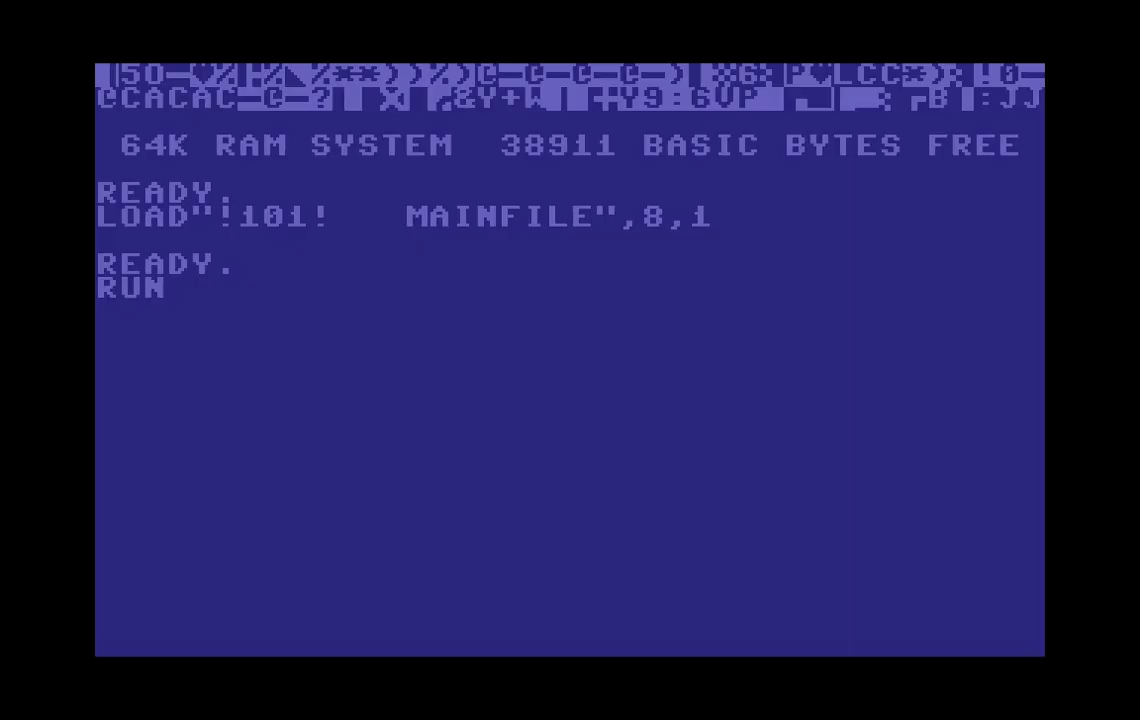 64K RAM SYSTEM  38911 BASIC BYTES FREE
READY.
LOAD"!101!    MAINFILE",8,1
READY.
RUN